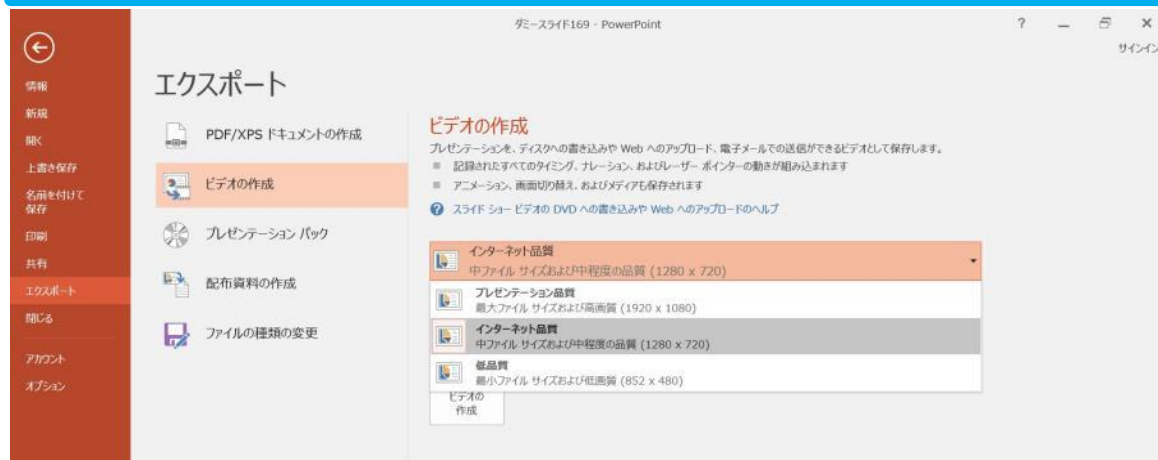 ダミースライド169 - PowerPoint
?
サインイン
情報
新規
開く
上書き保存
名前を付けて
保存
印刷
共有
エクスポート
閉じる
アカウント
オプション
エクスポート
PDF/XPS ドキュメントの作成
ビデオの作成
プレゼンテーション パック
配布資料の作成
ファイルの種類の変更
ビデオの作成
プレゼンテーションを、ディスクへの書き込みや Web へのアップロード、電子メールでの送信ができるビデオとして保存します。
記録されたすべてのタイミング、ナレーション、およびレーザー ポインターの動きが組み込まれます
アニメーション、画面切り替え、およびメディアも保存されます
スライド ショー ビデオの DVD への書き込みや Web へのアップロードのヘルプ
インターネット品質
中ファイル サイズおよび中程度の品質 (1280 x 720)
プレゼンテーション品質
最大ファイル サイズおよび高画質 (1920 x 1080)
インターネット品質
中ファイル サイズおよび中程度の品質 (1280 x 720)
低品質
最小ファイル サイズおよび低画質 (852 x 480)
ビデオの
作成